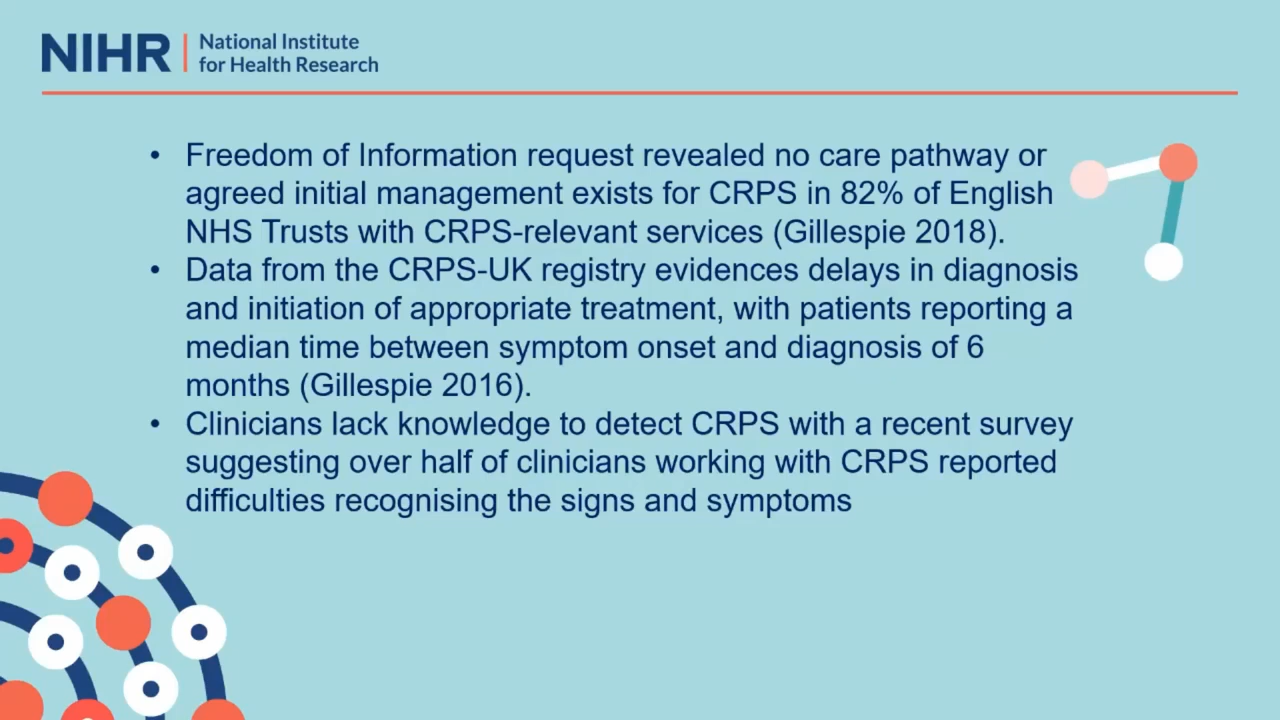 NIHR | National Institute
for Health Research
• Freedom of Information request revealed no care pathway or
agreed initial management exists for CRPS in 82% of English
NHS Trusts with CRPS-relevant services (Gillespie 2018).
• Data from the CRPS-UK registry evidences delays in diagnosis
and initiation of appropriate treatment, with patients reporting a
median time between symptom onset and diagnosis of 6
months (Gillespie 2016).
• Clinicians lack knowledge to detect CRPS with a recent survey
suggesting over half of clinicians working with CRPS reported
difficulties recognising the signs and symptoms